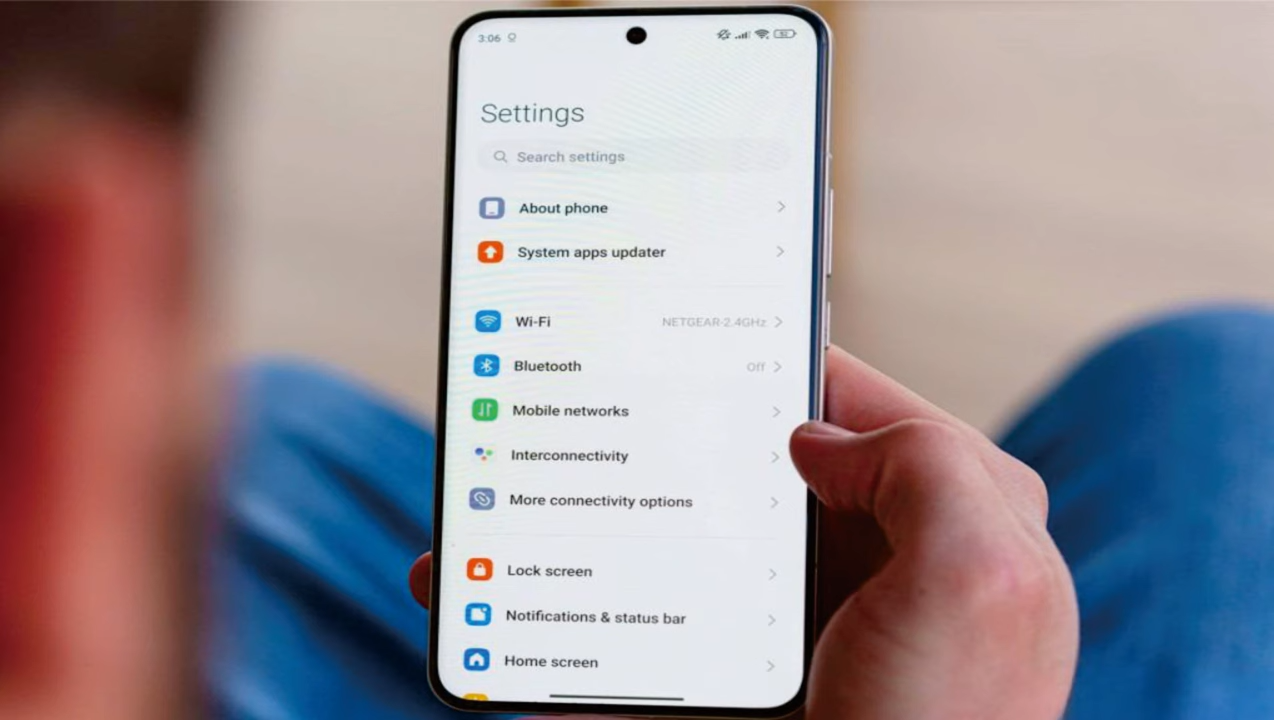 3:06
Settings
Search settings
About phone
System apps updater
Wi-Fi NETGEAR-2.4GHz
Bluetooth Off
Mobile networks
Interconnectivity
More connectivity options
Lock screen
Notifications & status bar
Home screen